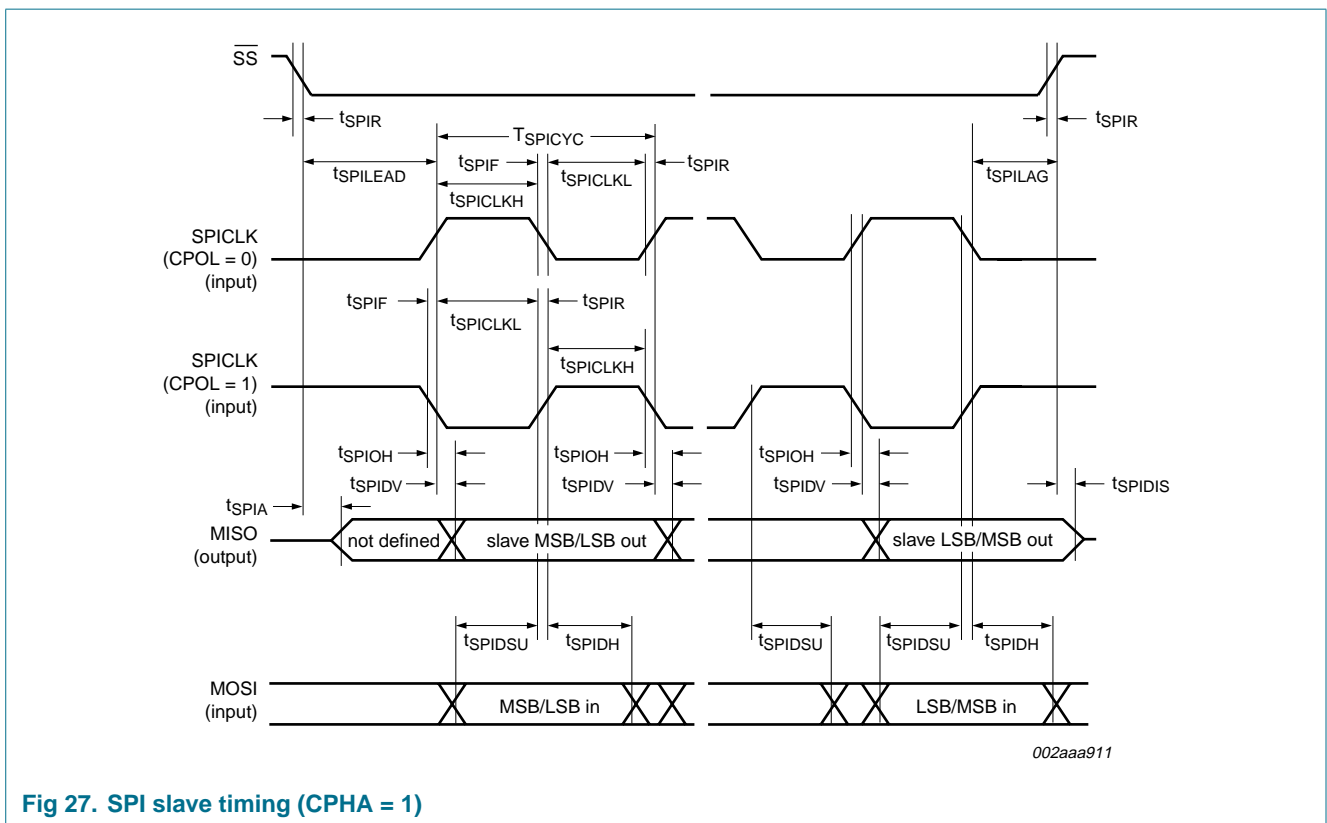 SS
tSPIR
tSPIR
TSPICYC
tSPIF
tSPIR
tSPILEAD
tSPICLKL
tSPILAG
tSPICLKH
SPICLK
(CPOL = 0)
(input)
tSPIF
tSPIR
tSPICLKL
tSPICLKH
SPICLK
(CPOL = 1)
(input)
tSPIOH
tSPIOH
tSPIOH
tSPIDV
tSPIDV
tSPIDV
tSPIDIS
tSPIA
MISO
(output)
not defined
slave MSB/LSB out
slave LSB/MSB out
tSPIDSU
tSPIDH
tSPIDSU
tSPIDSU
tSPIDH
MOSI
(input)
MSB/LSB in
LSB/MSB in
002aaa911
Fig 27. SPI slave timing (CPHA = 1)